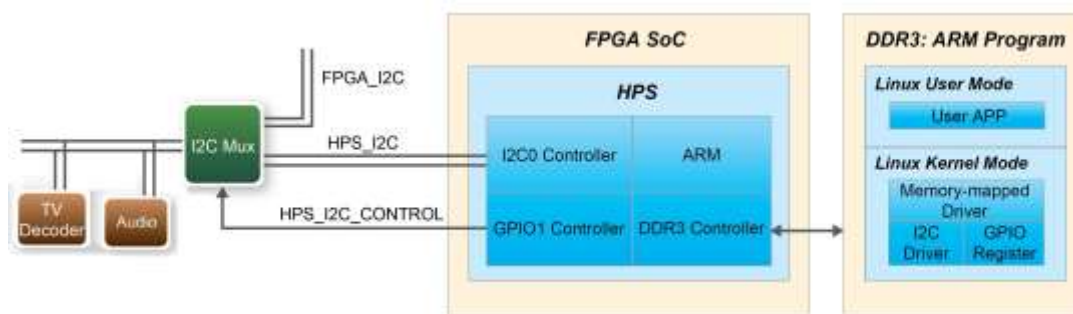 FPGA SoC
DDR3: ARM Program
FPGA_I2C
HPS
Linux User Mode
User APP
I2C Mux
HPS_I2C
I2C0 Controller
ARM
Linux Kernel Mode
Memory-mapped
Driver
TV
Decoder
Audio
HPS_I2C_CONTROL
GPIO1 Controller
DDR3 Controller
I2C
Driver
GPIO
Register